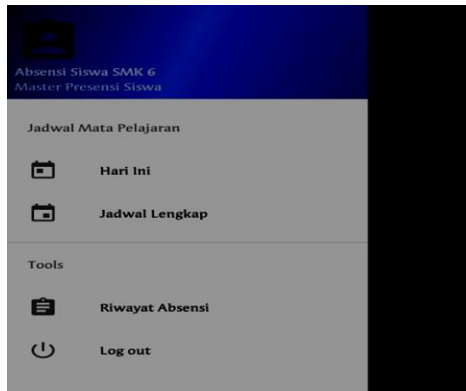 Absensi Siswa SMK 6
Master Presensi Siswa
Jadwal Mata Pelajaran
Hari Ini
Jadwal Lengkap
Tools
Riwayat Absensi
Log out